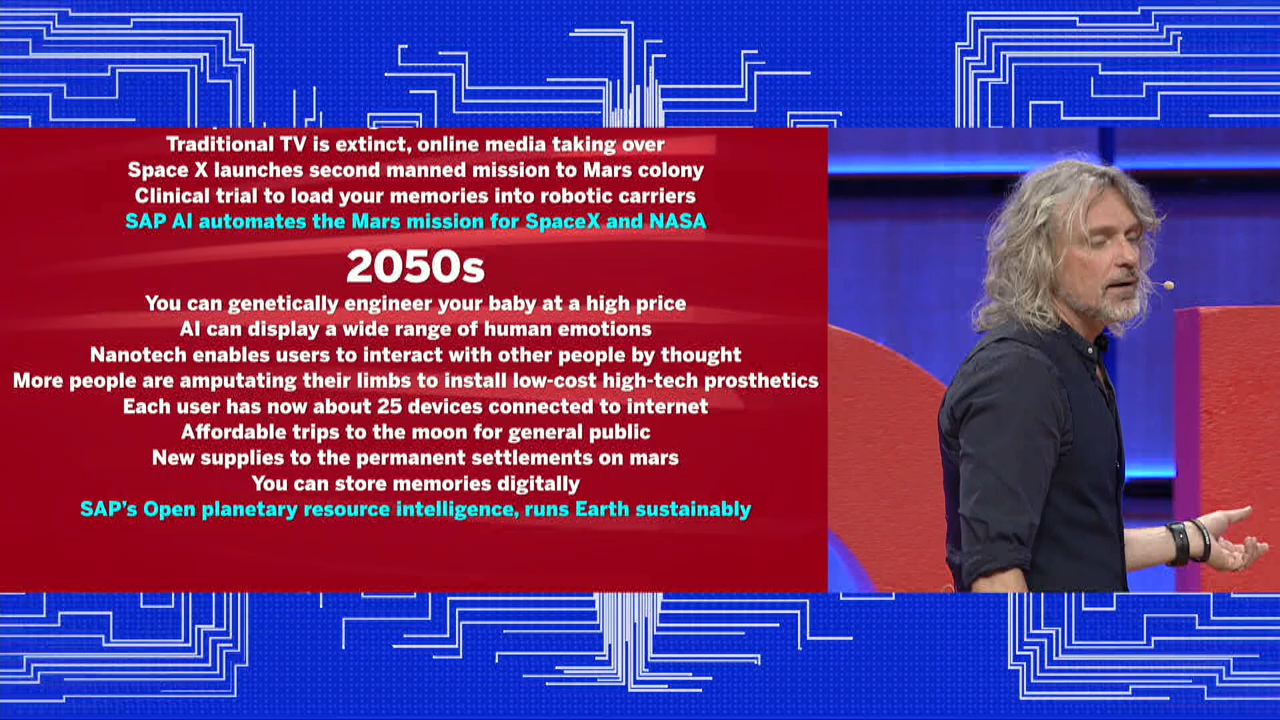 Traditional TV is extinct, online media taking over
Space X launches second manned mission to Mars colony
Clinical trial to load your memories into robotic carriers
SAP AI automates the Mars mission for SpaceX and NASA
2050s
You can genetically engineer your baby at a high price
AI can display a wide range of human emotions
Nanotech enables users to interact with other people by thought
More people are amputating their limbs to install low-cost high-tech prosthetics
Each user has now about 25 devices connected to internet
Affordable trips to the moon for general public
New supplies to the permanent settlements on mars
You can store memories digitally
SAP's Open planetary resource intelligence, runs Earth sustainably